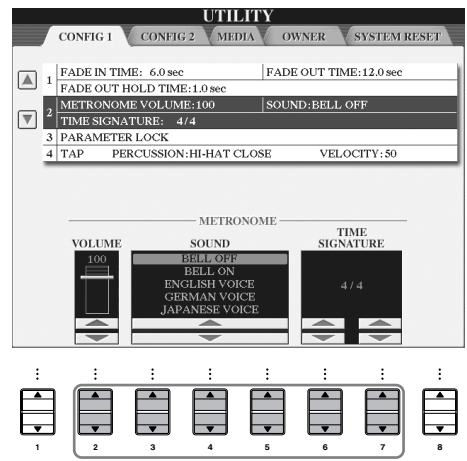 UTILITY
CONFIG 1 CONFIG 2 MEDIA OWNER SYSTEM RESET
1 FADE IN TIME: 6.0 sec FADE OUT TIME:12.0 sec
FADE OUT HOLD TIME:1.0 sec
2 METRONOME VOLUME:100 SOUND:BELL OFF
TIME SIGNATURE: 4/4
3 PARAMETER LOCK
4 TAP PERCUSSION:HI-HAT CLOSE VELOCITY:50
METRONOME
VOLUME SOUND TIME SIGNATURE
100 BELL OFF
BELL ON
ENGLISH VOICE 4/4
GERMAN VOICE
JAPANESE VOICE
1 2 3 4 5 6 7 8